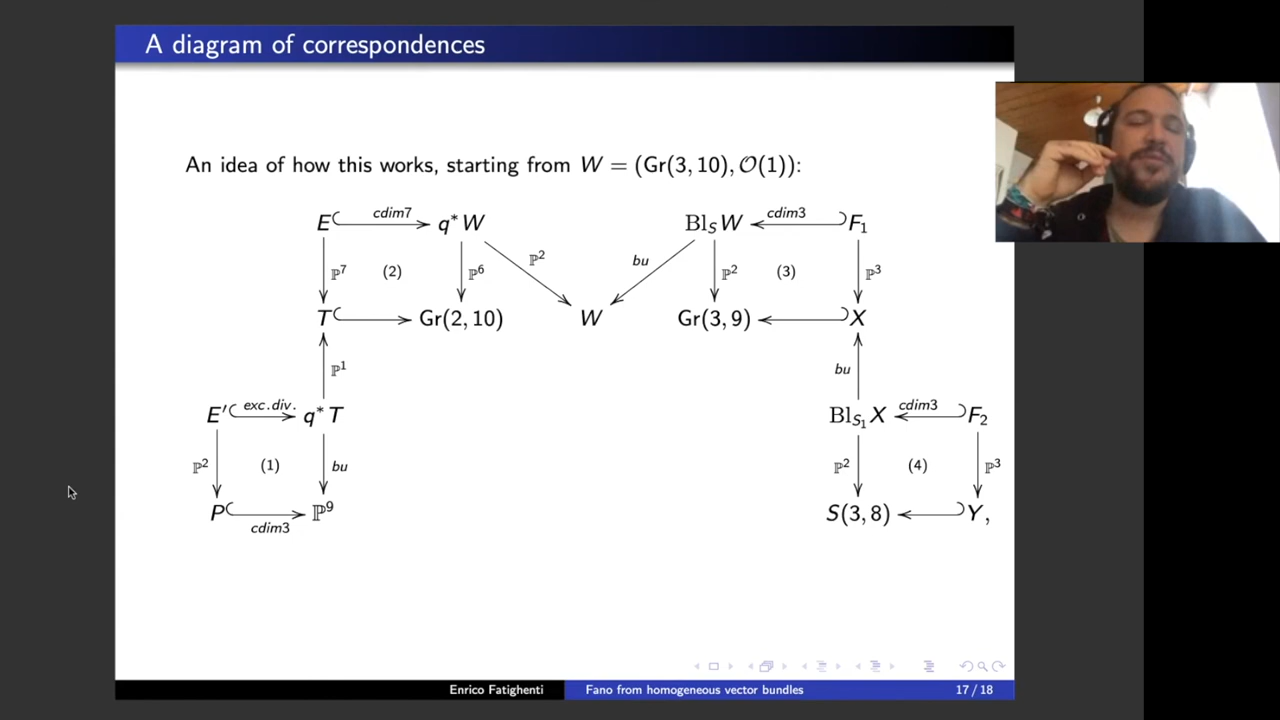 A diagram of correspondences
An idea of how this works, starting from W = (Gr(3, 10), 𝒪(1)):
E cdim7 q*W Bl_S W cdim3 F₁
ℙ⁷ (2) ℙ⁶ ℙ² bu ℙ² (3) ℙ³
T Gr(2, 10) W Gr(3, 9) X
ℙ¹ bu
E′ exc.div. q*T Bl_{S₁} X cdim3 F₂
ℙ² (1) bu ℙ² (4) ℙ³
P cdim3 ℙ⁹ S(3, 8) Y,
Enrico Fatighenti Fano from homogeneous vector bundles 17 / 18